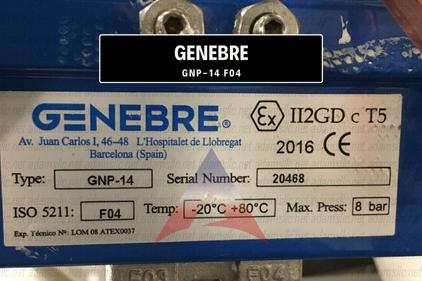 GENEBRE
GNP-14 F04
GENEBRE® Ex II2GD c T5
Av. Juan Carlos I, 46-48 L'Hospitalet de Llobregat
Barcelona (Spain)
2016 CE
Type: GNP-14 Serial Number: 20468
ISO 5211: F04 Temp: -20°C +80°C Max. Press: 8 bar
Exp. Técnico Nº: LOM 08 ATEX0037
F03 F04